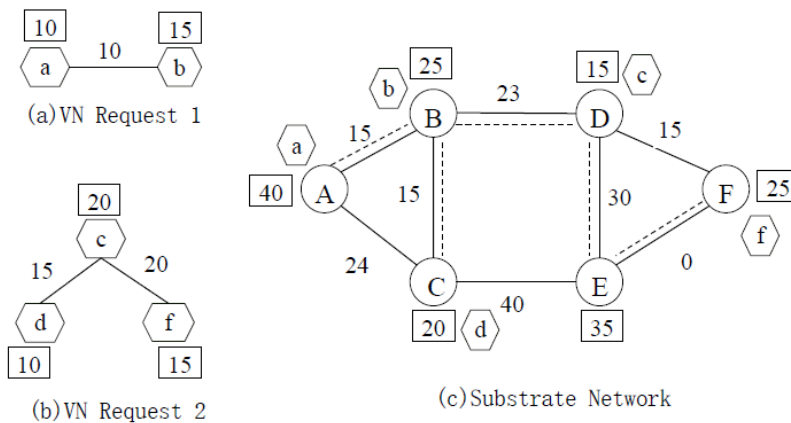 10
15
a
10
b
(a)VN Request 1
20
c
15
20
d
f
10
15
(b)VN Request 2
25
15
b
c
23
B
D
a
15
15
40
A
15
30
F
25
24
f
C
E
0
40
20
d
35
(c)Substrate Network